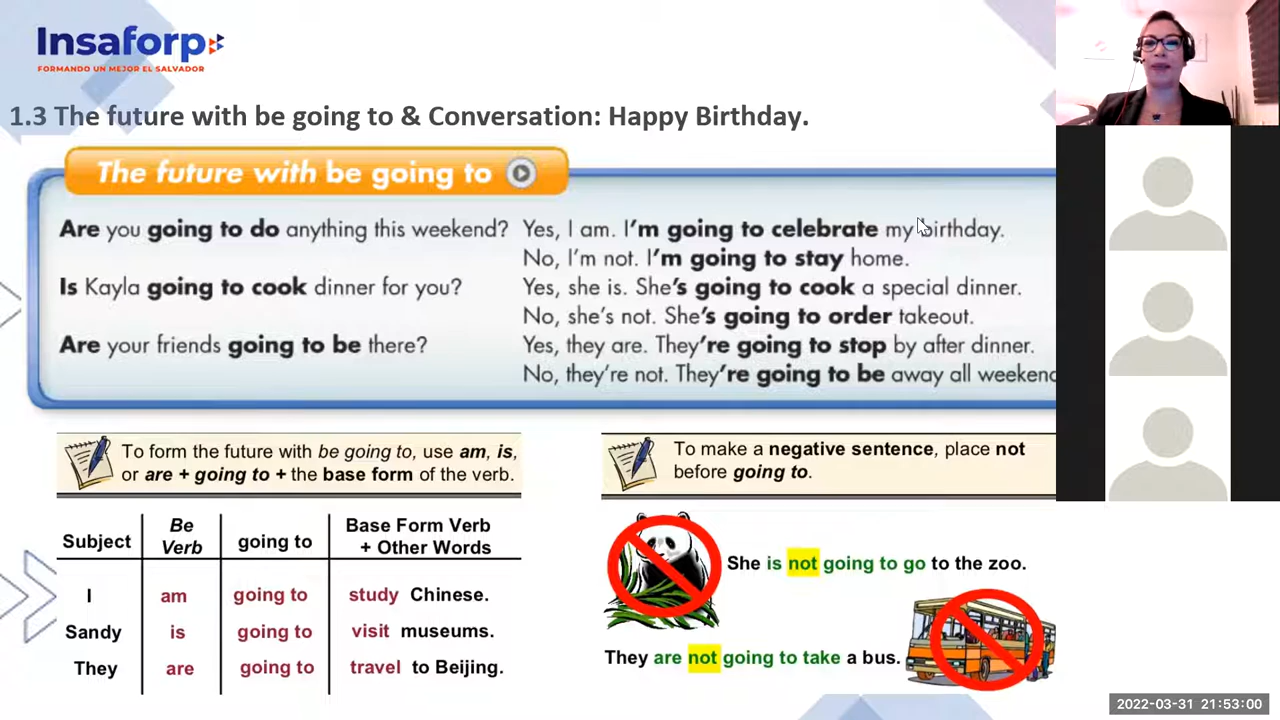 Insaforp
FORMANDO UN MEJOR EL SALVADOR
1.3 The future with be going to & Conversation: Happy Birthday.
The future with be going to
Are you going to do anything this weekend? Yes, I am. I'm going to celebrate my birthday.
No, I'm not. I'm going to stay home.
Is Kayla going to cook dinner for you? Yes, she is. She's going to cook a special dinner.
No, she's not. She's going to order takeout.
Are your friends going to be there? Yes, they are. They're going to stop by after dinner.
No, they're not. They're going to be away all weekend
To form the future with be going to, use am, is,
or are + going to + the base form of the verb.
To make a negative sentence, place not
before going to.
Subject Be Verb going to Base Form Verb + Other Words
I am going to study Chinese.
Sandy is going to visit museums.
They are going to travel to Beijing.
She is not going to go to the zoo.
They are not going to take a bus.
2022-03-31 21:53:00